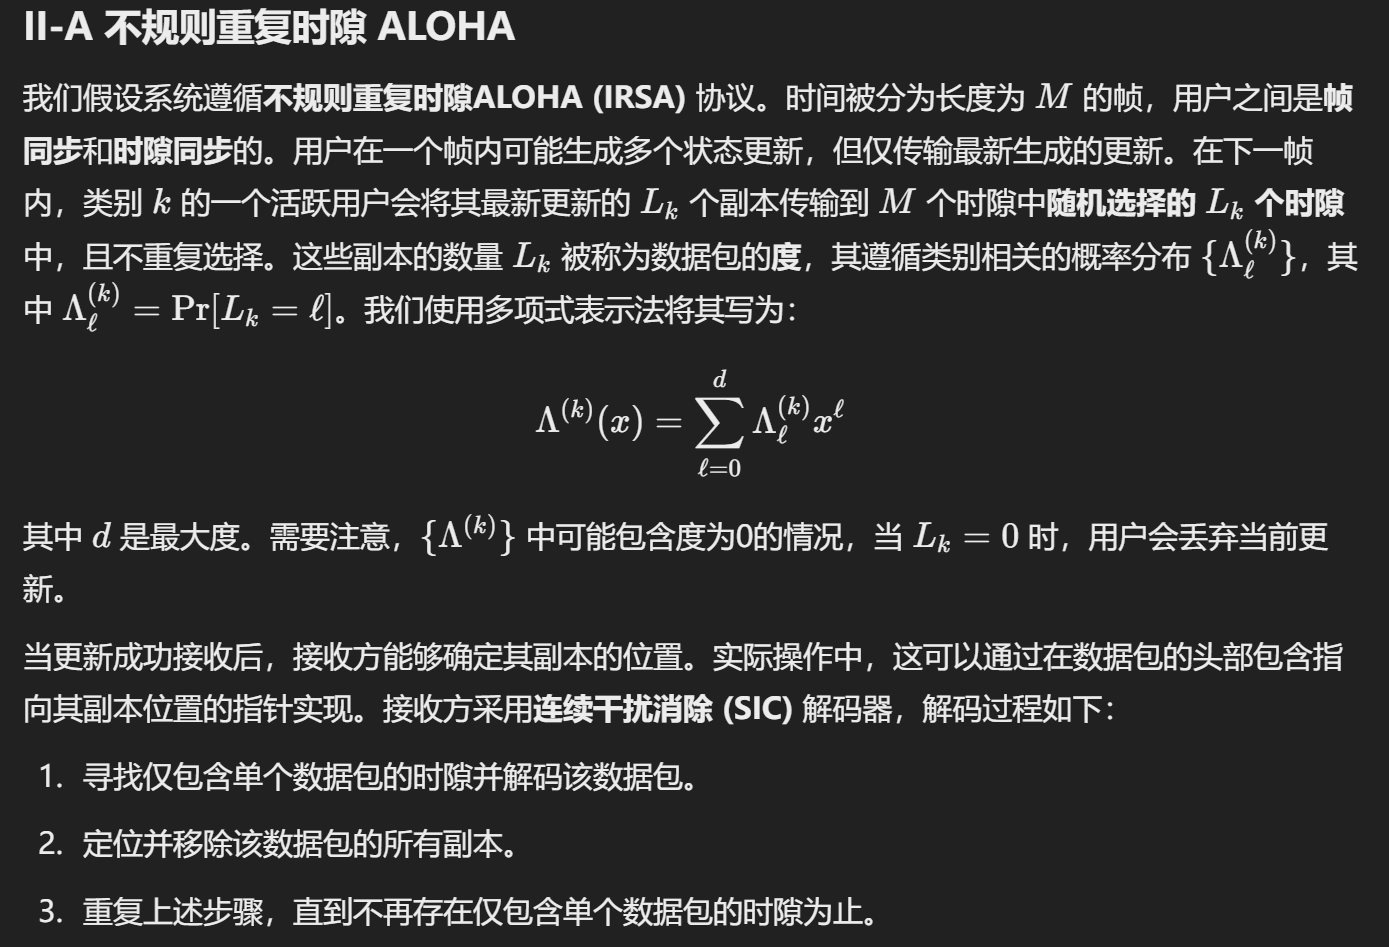 II-A 不规则重复时隙 ALOHA
我们假设系统遵循不规则重复时隙ALOHA (IRSA) 协议。时间被分为长度为 M 的帧，用户之间是帧
同步和时隙同步的。用户在一个帧内可能生成多个状态更新，但仅传输最新生成的更新。在下一帧
内，类别 k 的一个活跃用户会将其最新更新的 L_k 个副本传输到 M 个时隙中随机选择的 L_k 个时隙
中，且不重复选择。这些副本的数量 L_k 被称为数据包的度，其遵循类别相关的概率分布 {Λ_ℓ^{(k)}}，其
中 Λ_ℓ^{(k)} = Pr[L_k = ℓ]。我们使用多项式表示法将其写为：
Λ^{(k)}(x) = ∑_{ℓ=0}^{d} Λ_ℓ^{(k)} x^ℓ
其中 d 是最大度。需要注意，{Λ^{(k)}} 中可能包含度为0的情况，当 L_k = 0 时，用户会丢弃当前更
新。
当更新成功接收后，接收方能够确定其副本的位置。实际操作中，这可以通过在数据包的头部包含指
向其副本位置的指针实现。接收方采用连续干扰消除 (SIC) 解码器，解码过程如下：
1. 寻找仅包含单个数据包的时隙并解码该数据包。
2. 定位并移除该数据包的所有副本。
3. 重复上述步骤，直到不再存在仅包含单个数据包的时隙为止。